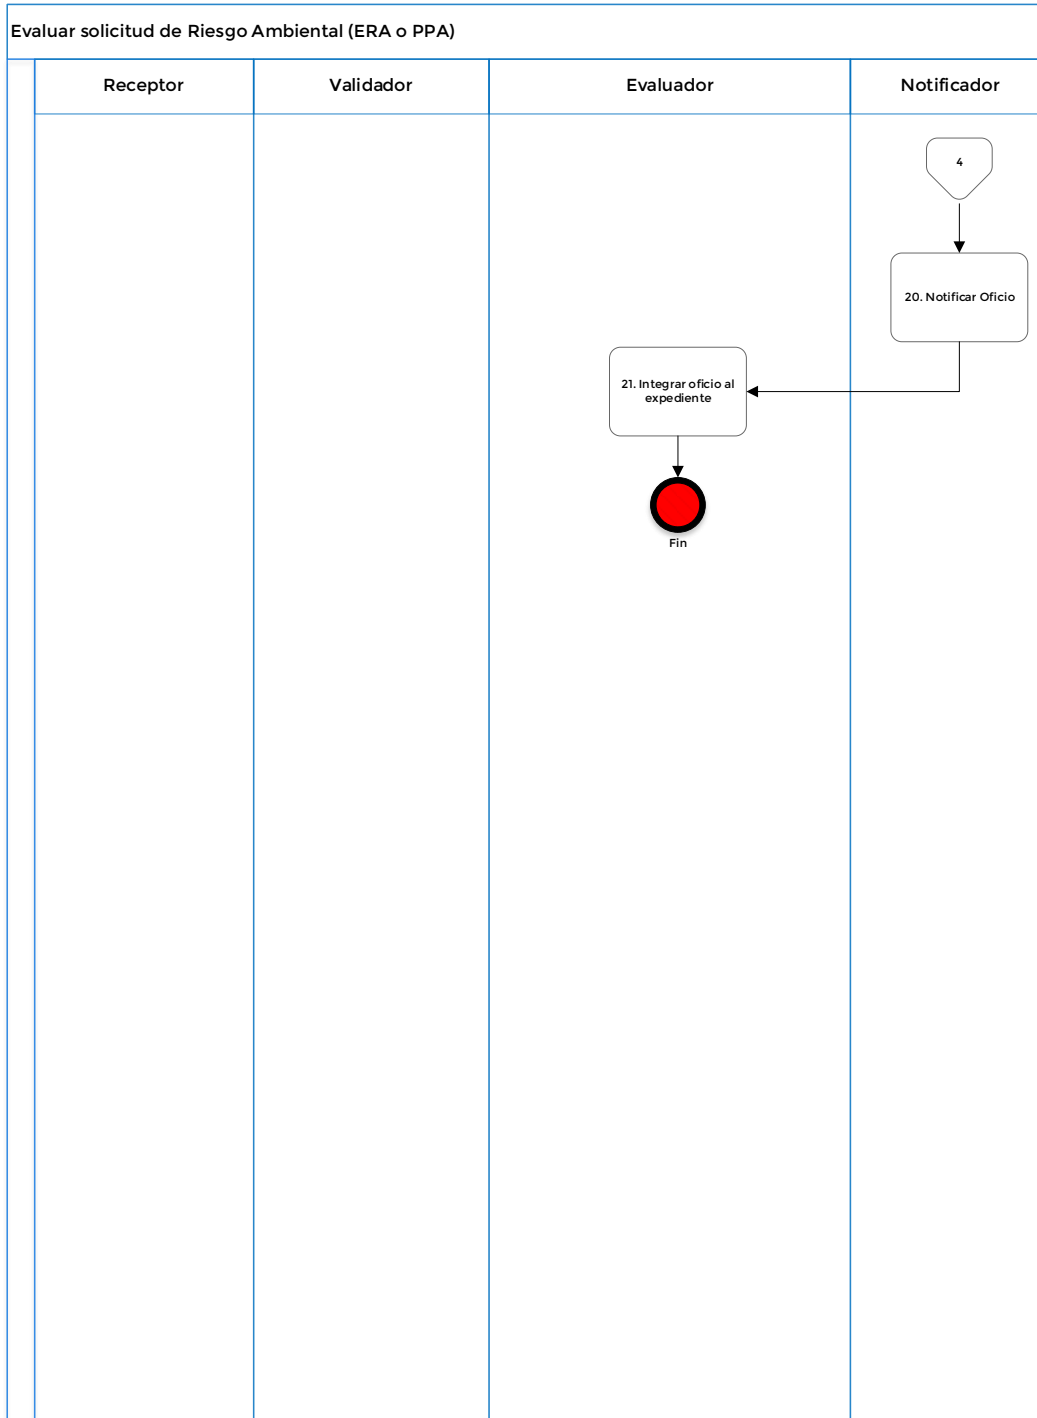 Evaluar solicitud de Riesgo Ambiental (ERA o PPA)
Receptor
Validador
Evaluador
Notificador
4
20. Notificar Oficio
21. Integrar oficio al
expediente
Fin